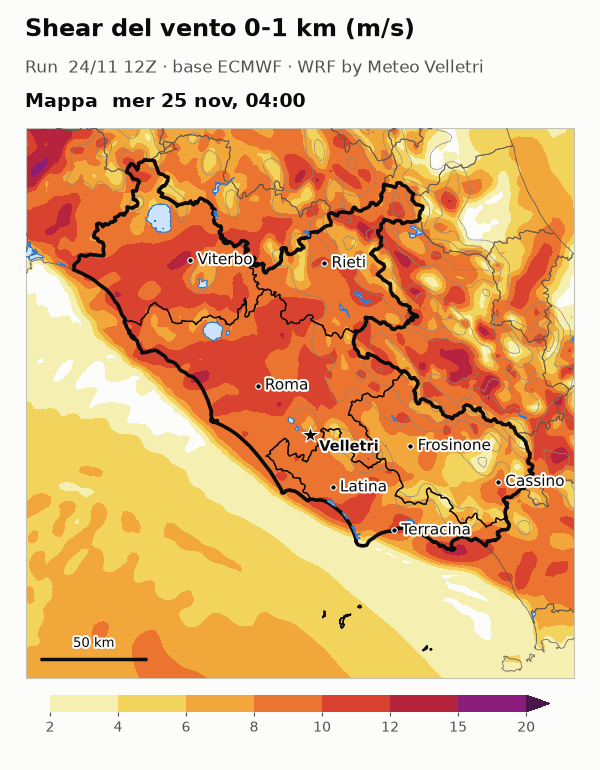 Shear del vento 0-1 km (m/s)
Run  24/11 12Z · base ECMWF · WRF by Meteo Velletri
Mappa  mer 25 nov, 04:00
Viterbo
Rieti
Roma
Velletri
Frosinone
Latina
Cassino
Terracina
50 km
2 4 6 8 10 12 15 20